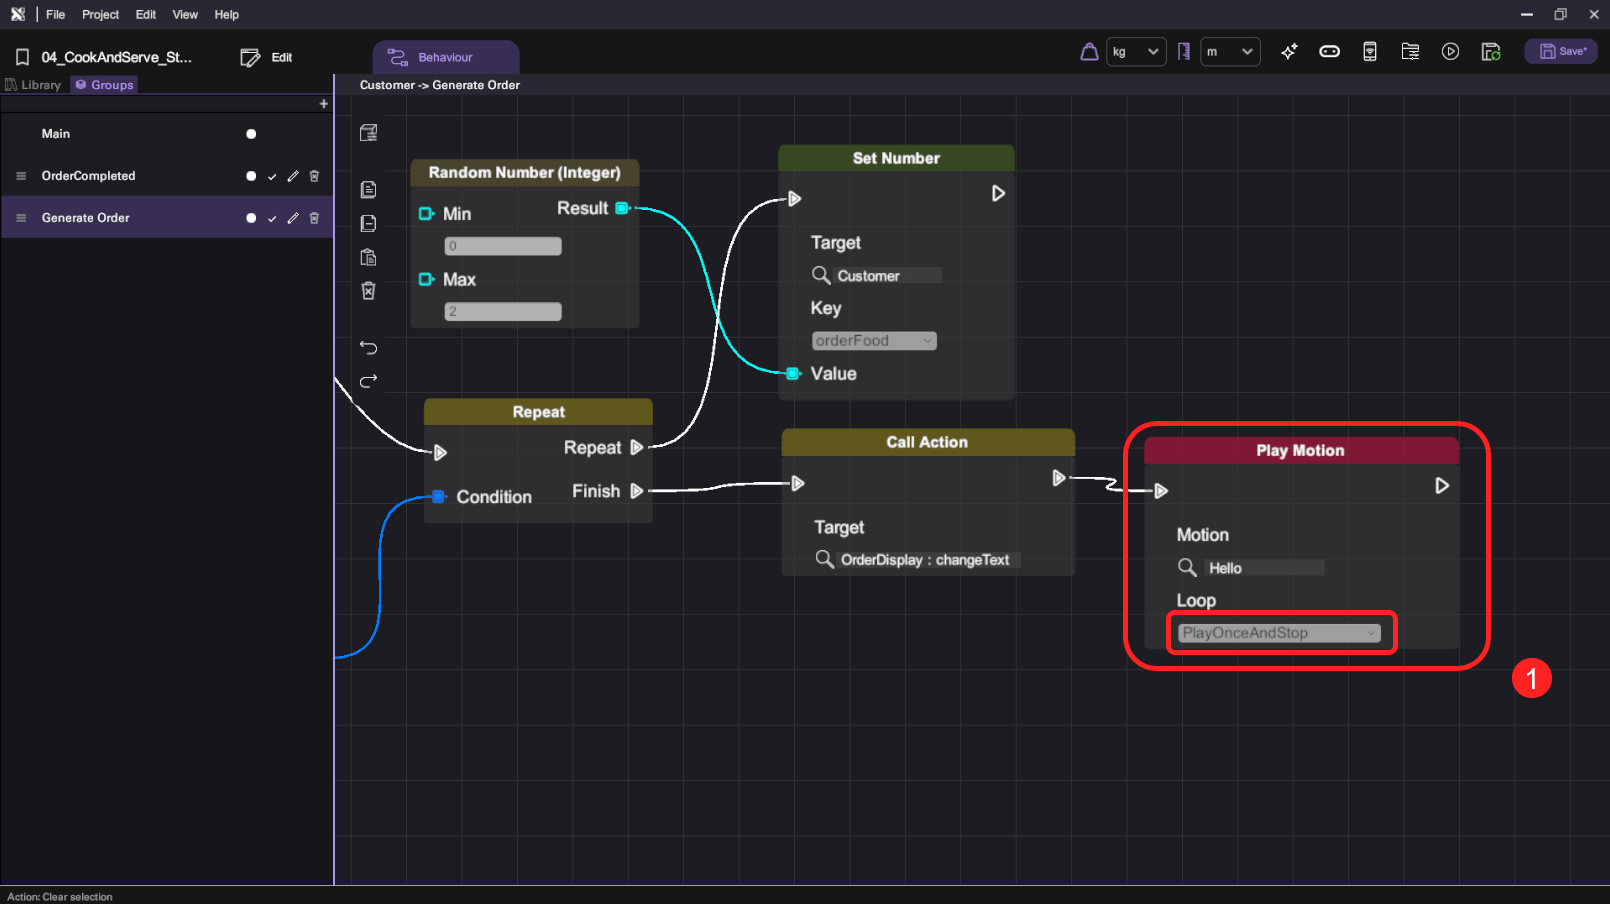 File Project Edit View Help
04_CookAndServe_St...
Edit
Behaviour
kg
m
Save*
Library
Groups
Customer -> Generate Order
+
Main
OrderCompleted
Generate Order
Random Number (Integer)
Min
Result
0
Max
2
Set Number
Target
Customer
Key
orderFood
Value
Repeat
Repeat
Condition
Finish
Call Action
Target
OrderDisplay : changeText
Play Motion
Motion
Hello
Loop
PlayOnceAndStop
1
Action: Clear selection